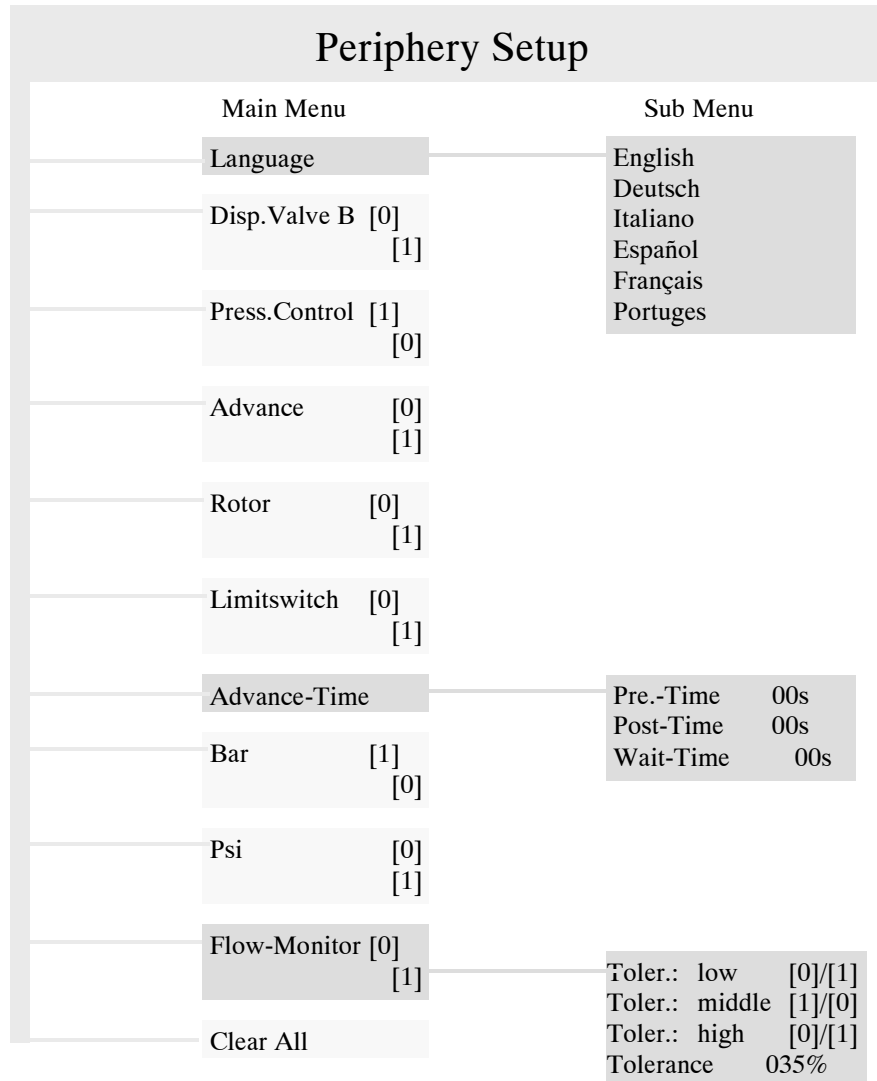 Periphery Setup
Main Menu
Sub Menu
Language
English
Deutsch
Italiano
Español
Français
Portuges
Disp.Valve B [0]
[1]
Press.Control [1]
[0]
Advance [0]
[1]
Rotor [0]
[1]
Limitswitch [0]
[1]
Advance-Time
Pre.-Time 00s
Post-Time 00s
Wait-Time 00s
Bar [1]
[0]
Psi [0]
[1]
Flow-Monitor [0]
[1]
Toler.: low [0]/[1]
Toler.: middle [1]/[0]
Toler.: high [0]/[1]
Tolerance 035%
Clear All